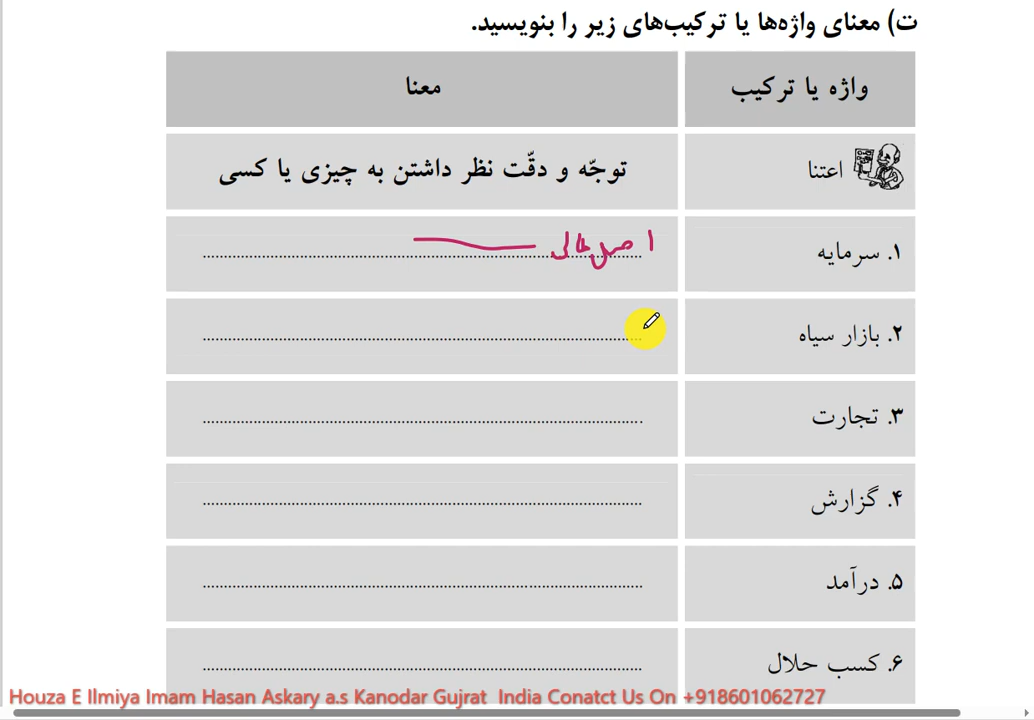 ت) معنای واژه‌ها یا ترکیب‌های زیر را بنویسید.
واژه یا ترکیب معنا
اعتنا توجّه و دقّت نظر داشتن به چیزی یا کسی
۱. سرمایه اصل مال
۲. بازار سیاه
۳. تجارت
۴. گزارش
۵. درآمد
۶. کسب حلال
Houza E Ilmiya Imam Hasan Askary a.s Kanodar Gujrat India Conatct Us On +918601062727